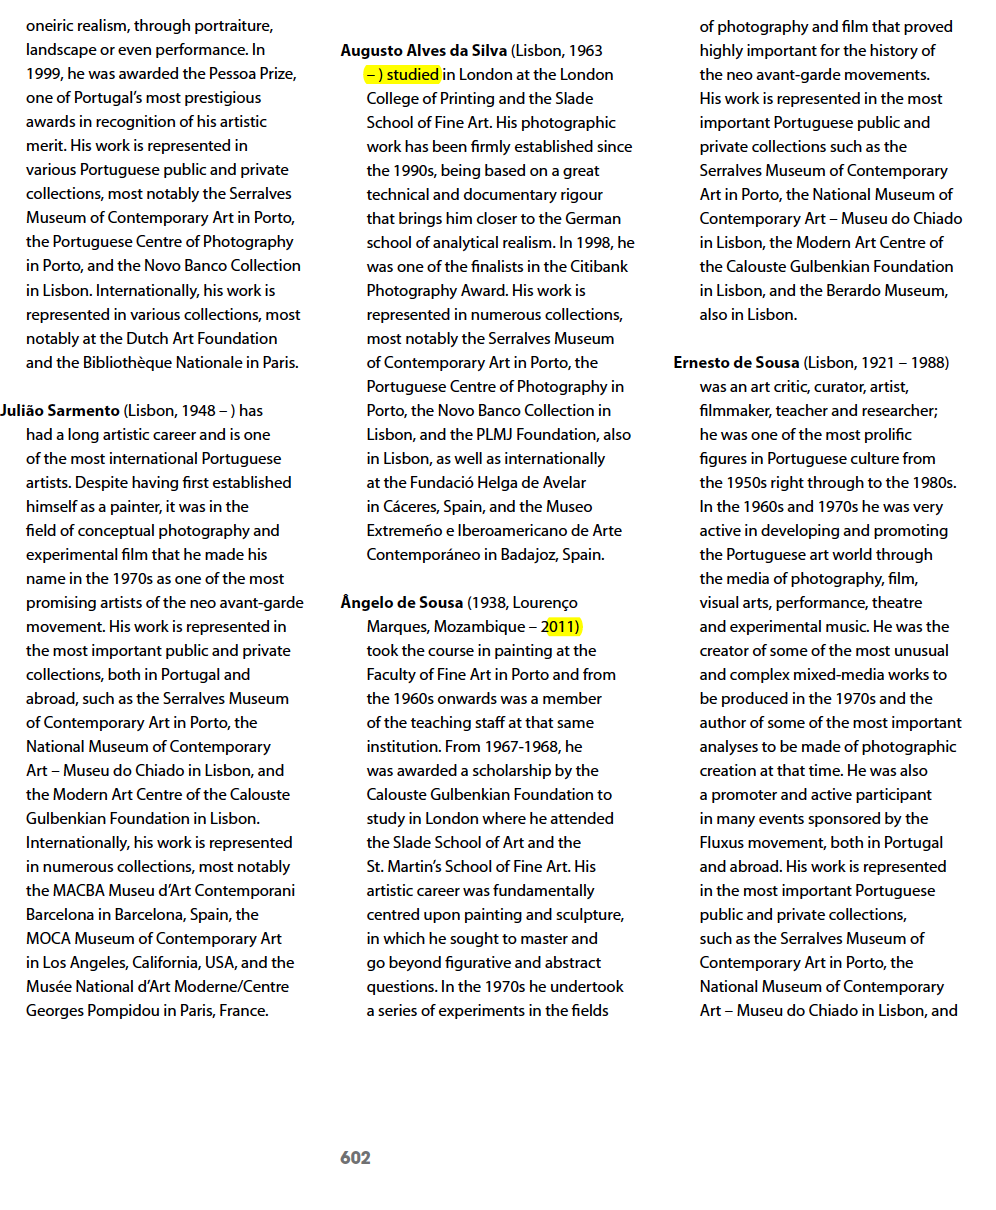 oneiric realism, through portraiture,
landscape or even performance. In
1999, he was awarded the Pessoa Prize,
one of Portugal’s most prestigious
awards in recognition of his artistic
merit. His work is represented in
various Portuguese public and private
collections, most notably the Serralves
Museum of Contemporary Art in Porto,
the Portuguese Centre of Photography
in Porto, and the Novo Banco Collection
in Lisbon. Internationally, his work is
represented in various collections, most
notably at the Dutch Art Foundation
and the Bibliothèque Nationale in Paris.
Julião Sarmento (Lisbon, 1948 – ) has
had a long artistic career and is one
of the most international Portuguese
artists. Despite having first established
himself as a painter, it was in the
field of conceptual photography and
experimental film that he made his
name in the 1970s as one of the most
promising artists of the neo avant-garde
movement. His work is represented in
the most important public and private
collections, both in Portugal and
abroad, such as the Serralves Museum
of Contemporary Art in Porto, the
National Museum of Contemporary
Art – Museu do Chiado in Lisbon, and
the Modern Art Centre of the Calouste
Gulbenkian Foundation in Lisbon.
Internationally, his work is represented
in numerous collections, most notably
the MACBA Museu d’Art Contemporani
Barcelona in Barcelona, Spain, the
MOCA Museum of Contemporary Art
in Los Angeles, California, USA, and the
Musée National d’Art Moderne/Centre
Georges Pompidou in Paris, France.
Augusto Alves da Silva (Lisbon, 1963
– ) studied in London at the London
College of Printing and the Slade
School of Fine Art. His photographic
work has been firmly established since
the 1990s, being based on a great
technical and documentary rigour
that brings him closer to the German
school of analytical realism. In 1998, he
was one of the finalists in the Citibank
Photography Award. His work is
represented in numerous collections,
most notably the Serralves Museum
of Contemporary Art in Porto, the
Portuguese Centre of Photography in
Porto, the Novo Banco Collection in
Lisbon, and the PLMJ Foundation, also
in Lisbon, as well as internationally
at the Fundació Helga de Avelar
in Cáceres, Spain, and the Museo
Extremeño e Iberoamericano de Arte
Contemporáneo in Badajoz, Spain.
Ângelo de Sousa (1938, Lourenço
Marques, Mozambique – 2011)
took the course in painting at the
Faculty of Fine Art in Porto and from
the 1960s onwards was a member
of the teaching staff at that same
institution. From 1967-1968, he
was awarded a scholarship by the
Calouste Gulbenkian Foundation to
study in London where he attended
the Slade School of Art and the
St. Martin’s School of Fine Art. His
artistic career was fundamentally
centred upon painting and sculpture,
in which he sought to master and
go beyond figurative and abstract
questions. In the 1970s he undertook
a series of experiments in the fields
of photography and film that proved
highly important for the history of
the neo avant-garde movements.
His work is represented in the most
important Portuguese public and
private collections such as the
Serralves Museum of Contemporary
Art in Porto, the National Museum of
Contemporary Art – Museu do Chiado
in Lisbon, the Modern Art Centre of
the Calouste Gulbenkian Foundation
in Lisbon, and the Berardo Museum,
also in Lisbon.
Ernesto de Sousa (Lisbon, 1921 – 1988)
was an art critic, curator, artist,
filmmaker, teacher and researcher;
he was one of the most prolific
figures in Portuguese culture from
the 1950s right through to the 1980s.
In the 1960s and 1970s he was very
active in developing and promoting
the Portuguese art world through
the media of photography, film,
visual arts, performance, theatre
and experimental music. He was the
creator of some of the most unusual
and complex mixed-media works to
be produced in the 1970s and the
author of some of the most important
analyses to be made of photographic
creation at that time. He was also
a promoter and active participant
in many events sponsored by the
Fluxus movement, both in Portugal
and abroad. His work is represented
in the most important Portuguese
public and private collections,
such as the Serralves Museum of
Contemporary Art in Porto, the
National Museum of Contemporary
Art – Museu do Chiado in Lisbon, and
602